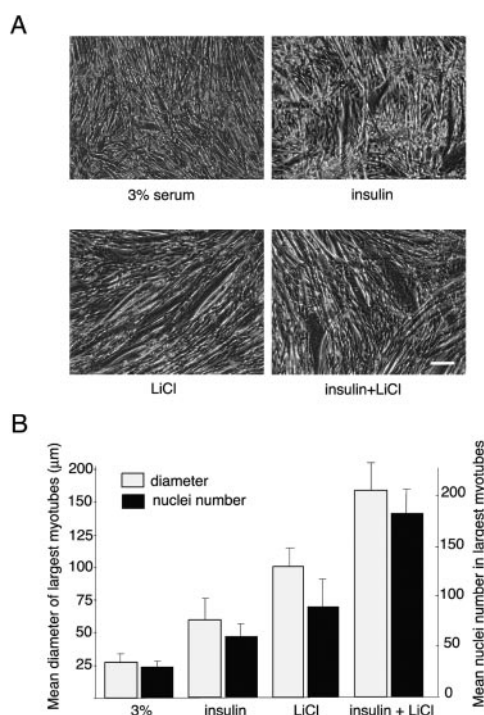 A
3% serum
insulin
LiCl
insulin+LiCl
B
Mean diameter of largest myotubes (μm)
200
150
125
100
75
50
25
diameter
nuclei number
200
150
100
50
0
Mean nuclei number in largest myotubes
3%
insulin
LiCl
insulin + LiCl